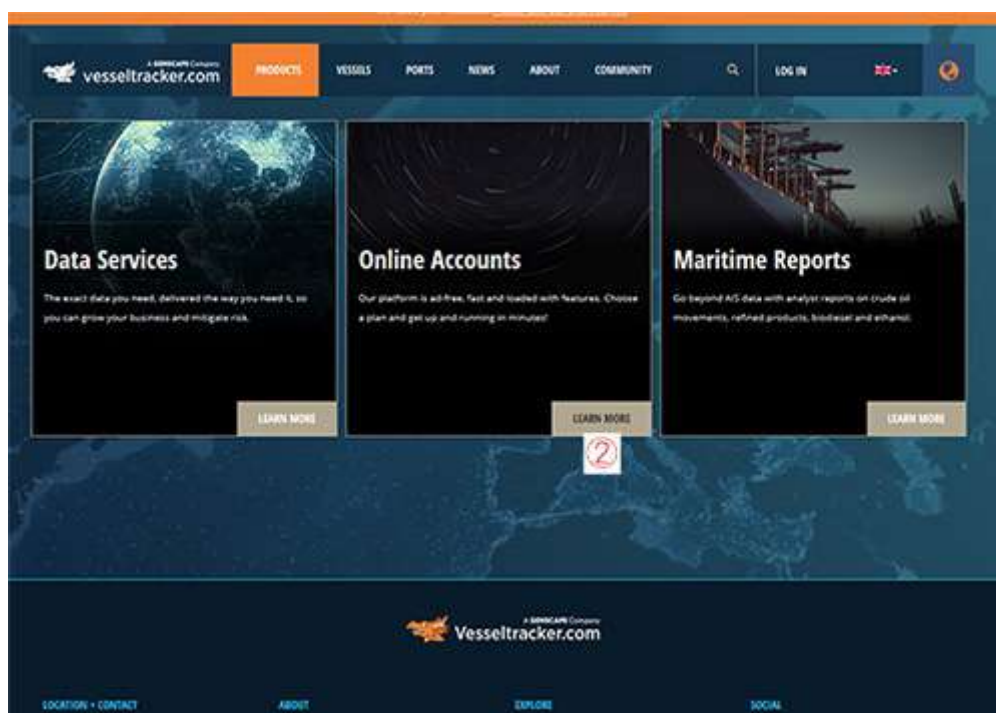 A GENSCAPE Company
vesseltracker.com
PRODUCTS VESSELS PORTS NEWS ABOUT COMMUNITY LOG IN
Data Services
The exact data you need, delivered the way you need it, so
you can grow your business and mitigate risk.
LEARN MORE
Online Accounts
Our platform is ad-free, fast and loaded with features. Choose
a plan and get up and running in minutes!
LEARN MORE
②
Maritime Reports
Go beyond AIS data with analyst reports on crude oil
movements, refined products, biodiesel and ethanol.
LEARN MORE
A GENSCAPE Company
Vesseltracker.com
LOCATION + CONTACT ABOUT EXPLORE SOCIAL